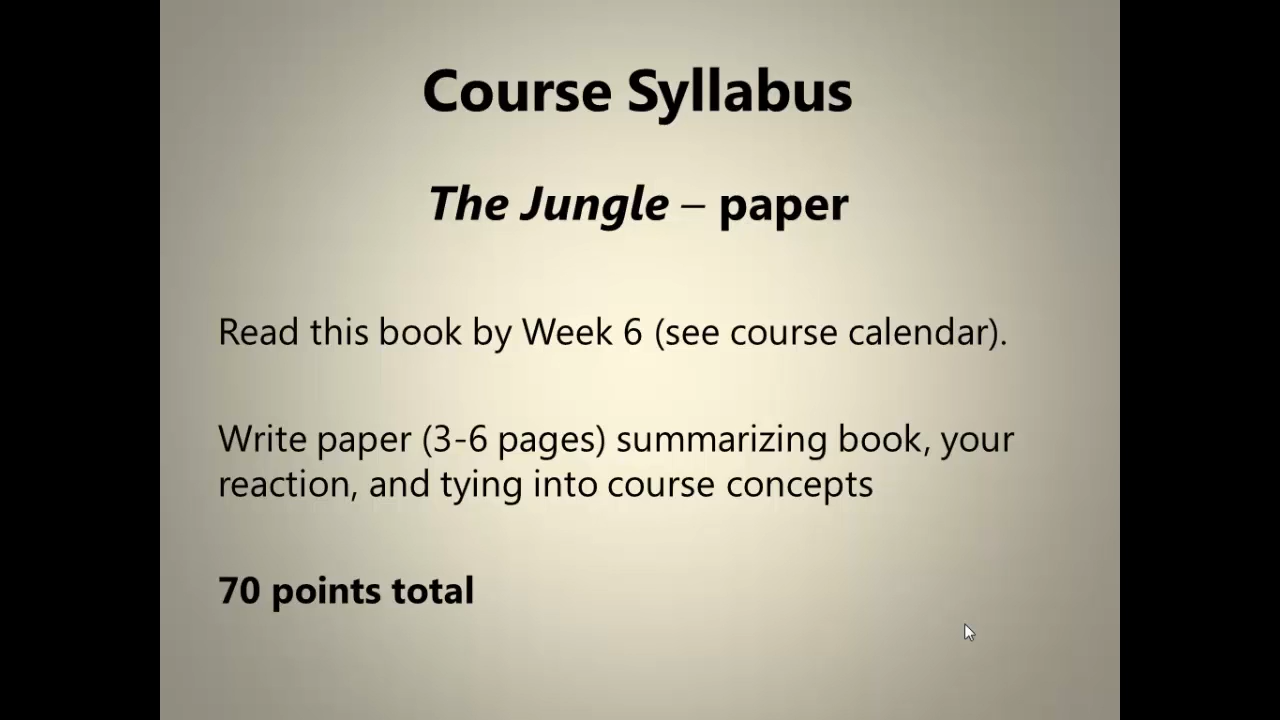 Course Syllabus
The Jungle – paper
Read this book by Week 6 (see course calendar).
Write paper (3-6 pages) summarizing book, your
reaction, and tying into course concepts
70 points total